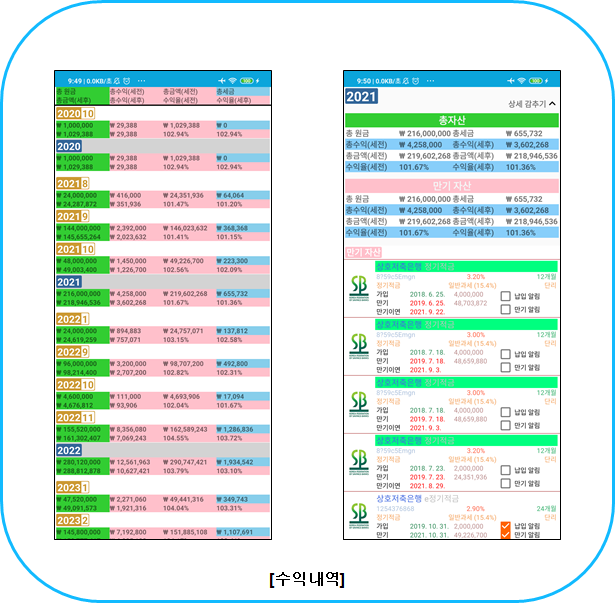 9:49 | 0.0KB/초
총 원금 총수익(세전) 총금액(세전) 총세금
총금액(세후) 총수익(세후) 수익율(세전) 수익율(세후)
2020 10
₩ 1,000,000 ₩ 29,388 ₩ 1,029,388 ₩ 0
₩ 1,029,388 ₩ 29,388 102.94% 102.94%
2020
₩ 1,000,000 ₩ 29,388 ₩ 1,029,388 ₩ 0
₩ 1,029,388 ₩ 29,388 102.94% 102.94%
2021 8
₩ 24,000,000 ₩ 416,000 ₩ 24,351,936 ₩ 64,064
₩ 24,287,872 ₩ 351,936 101.47% 101.20%
2021 9
₩ 144,000,000 ₩ 2,392,000 ₩ 146,023,632 ₩ 368,368
₩ 145,655,264 ₩ 2,023,632 101.41% 101.15%
2021 10
₩ 48,000,000 ₩ 1,450,000 ₩ 49,226,700 ₩ 223,300
₩ 49,003,400 ₩ 1,226,700 102.56% 102.09%
2021
₩ 216,000,000 ₩ 4,258,000 ₩ 219,602,268 ₩ 655,732
₩ 218,946,536 ₩ 3,602,268 101.67% 101.36%
2022 1
₩ 24,000,000 ₩ 894,883 ₩ 24,757,071 ₩ 137,812
₩ 24,619,259 ₩ 757,071 103.15% 102.58%
2022 9
₩ 96,000,000 ₩ 3,200,000 ₩ 98,707,200 ₩ 492,800
₩ 98,214,400 ₩ 2,707,200 102.82% 102.31%
2022 10
₩ 4,600,000 ₩ 111,000 ₩ 4,693,906 ₩ 17,094
₩ 4,676,812 ₩ 93,906 102.04% 101.67%
2022 11
₩ 155,520,000 ₩ 8,356,080 ₩ 162,589,243 ₩ 1,286,836
₩ 161,302,407 ₩ 7,069,243 104.55% 103.72%
2022
₩ 280,120,000 ₩ 12,561,963 ₩ 290,747,421 ₩ 1,934,542
₩ 288,812,878 ₩ 10,627,421 103.79% 103.10%
2023 1
₩ 47,520,000 ₩ 2,271,060 ₩ 49,441,316 ₩ 349,743
₩ 49,091,573 ₩ 1,921,316 104.04% 103.31%
2023 2
₩ 145,800,000 ₩ 7,192,800 ₩ 151,885,108 ₩ 1,107,691
9:50 | 0.0KB/초
2021
상세 감추기
총자산
총 원금 ₩ 216,000,000 총세금 ₩ 655,732
총수익(세전) ₩ 4,258,000 총수익(세후) ₩ 3,602,268
총금액(세전) ₩ 219,602,268 총금액(세후) ₩ 218,946,536
수익율(세전) 101.67% 수익율(세후) 101.36%
만기 자산
총 원금 ₩ 216,000,000 총세금 ₩ 655,732
총수익(세전) ₩ 4,258,000 총수익(세후) ₩ 3,602,268
총금액(세전) ₩ 219,602,268 총금액(세후) ₩ 218,946,536
수익율(세전) 101.67% 수익율(세후) 101.36%
만기 자산
상호저축은행 정기적금
8759c5Emgn 3.20% 12개월
정기적금 일반과세 (15.4%) 단리
가입 2018. 6. 25. 4,000,000 납입 알림
만기 2019. 6. 25. 48,703,872 만기 알림
만기이연 2021. 9. 22.
상호저축은행 정기적금
8759c5Emgn 3.00% 12개월
정기적금 일반과세 (15.4%) 단리
가입 2018. 7. 18. 4,000,000 납입 알림
만기 2019. 7. 18. 48,659,880 만기 알림
만기이연 2021. 9. 3.
상호저축은행 정기적금
8759c5Emgn 3.00% 12개월
정기적금 일반과세 (15.4%) 단리
가입 2018. 7. 18. 4,000,000 납입 알림
만기 2019. 7. 18. 48,659,880 만기 알림
만기이연 2021. 9. 3.
상호저축은행 정기적금
8759c5Emgn 3.20% 12개월
정기적금 일반과세 (15.4%) 단리
가입 2018. 7. 23. 2,000,000 납입 알림
만기 2019. 7. 23. 24,351,936 만기 알림
만기이연 2021. 8. 29.
상호저축은행 e정기적금
1254376868 2.90% 24개월
정기적금 일반과세 (15.4%) 단리
가입 2019. 10. 31. 2,000,000 납입 알림
만기 2021. 10. 31. 49,226,700 만기 알림
[수익 내역]